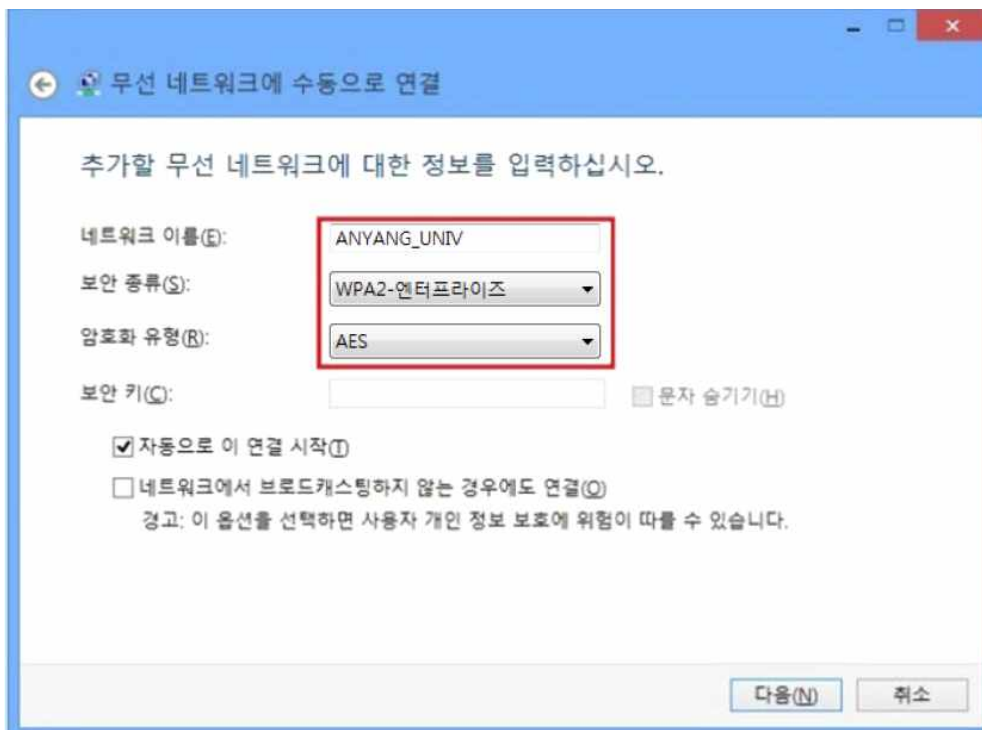 무선 네트워크에 수동으로 연결
추가할 무선 네트워크에 대한 정보를 입력하십시오.
네트워크 이름(E): ANYANG_UNIV
보안 종류(S): WPA2-엔터프라이즈
암호화 유형(R): AES
보안 키(C): 문자 숨기기(H)
자동으로 이 연결 시작(T)
네트워크에서 브로드캐스팅하지 않는 경우에도 연결(O)
경고: 이 옵션을 선택하면 사용자 개인 정보 보호에 위험이 따를 수 있습니다.
다음(N) 취소